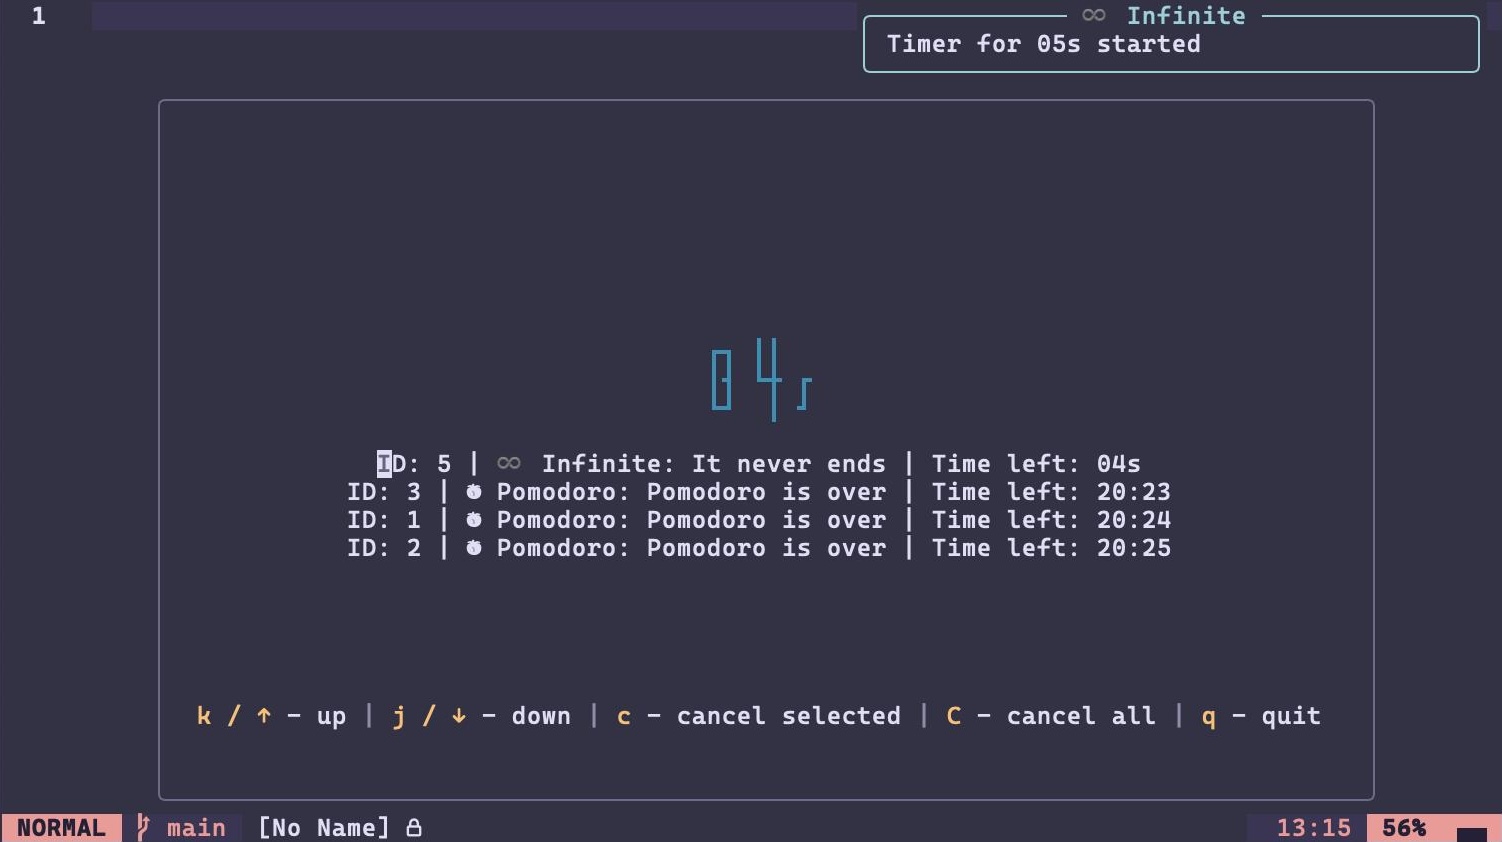 1
∞ Infinite
Timer for 05s started
04s
ID: 5 | ∞ Infinite: It never ends | Time left: 04s
ID: 3 | Pomodoro: Pomodoro is over | Time left: 20:23
ID: 1 | Pomodoro: Pomodoro is over | Time left: 20:24
ID: 2 | Pomodoro: Pomodoro is over | Time left: 20:25
k / ↑ – up | j / ↓ – down | c – cancel selected | C – cancel all | q – quit
NORMAL main [No Name] 13:15 56%